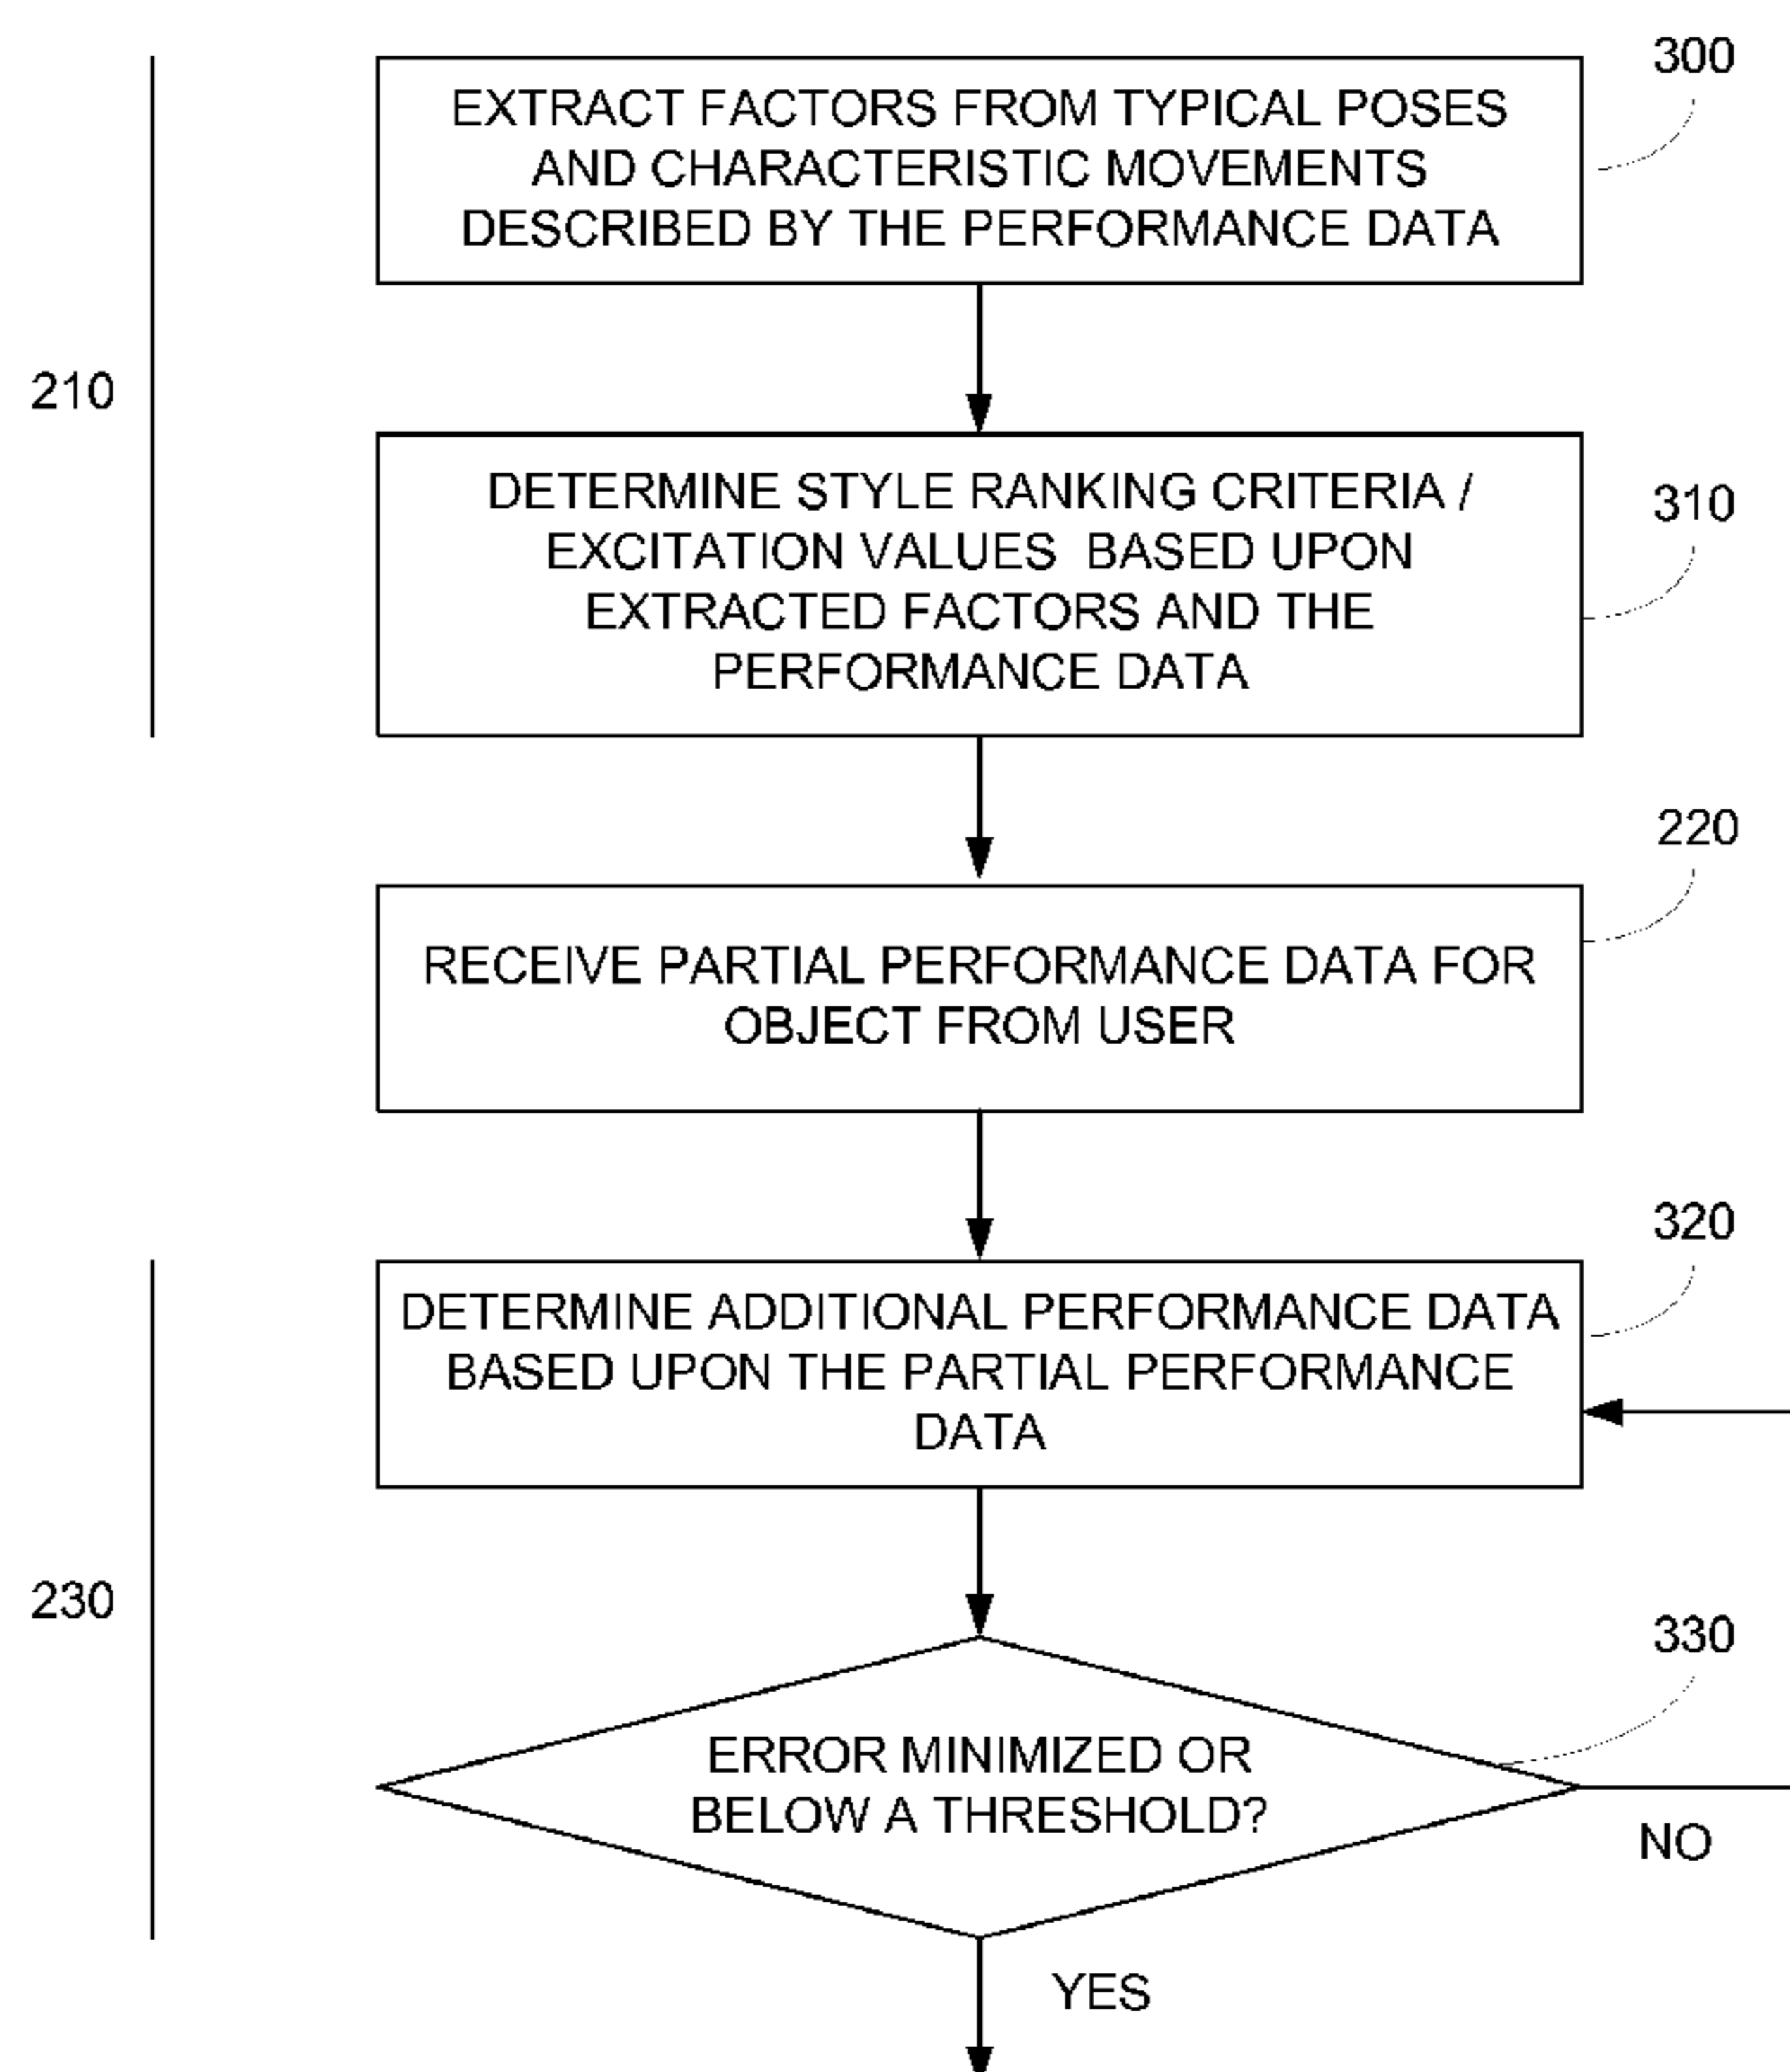 300
EXTRACT FACTORS FROM TYPICAL POSES
AND CHARACTERISTIC MOVEMENTS
DESCRIBED BY THE PERFORMANCE DATA
210
310
DETERMINE STYLE RANKING CRITERIA /
EXCITATION VALUES BASED UPON
EXTRACTED FACTORS AND THE
PERFORMANCE DATA
220
RECEIVE PARTIAL PERFORMANCE DATA FOR
OBJECT FROM USER
320
DETERMINE ADDITIONAL PERFORMANCE DATA
BASED UPON THE PARTIAL PERFORMANCE
DATA
230
330
ERROR MINIMIZED OR
BELOW A THRESHOLD?
NO
YES